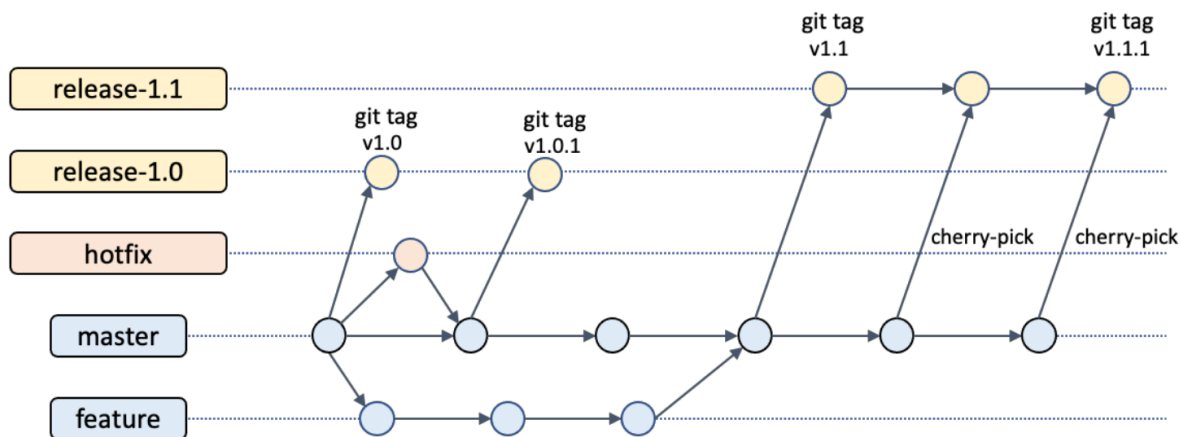 git tag
v1.1
git tag
v1.1.1
release-1.1
git tag
v1.0
git tag
v1.0.1
release-1.0
hotfix
cherry-pick
cherry-pick
master
feature